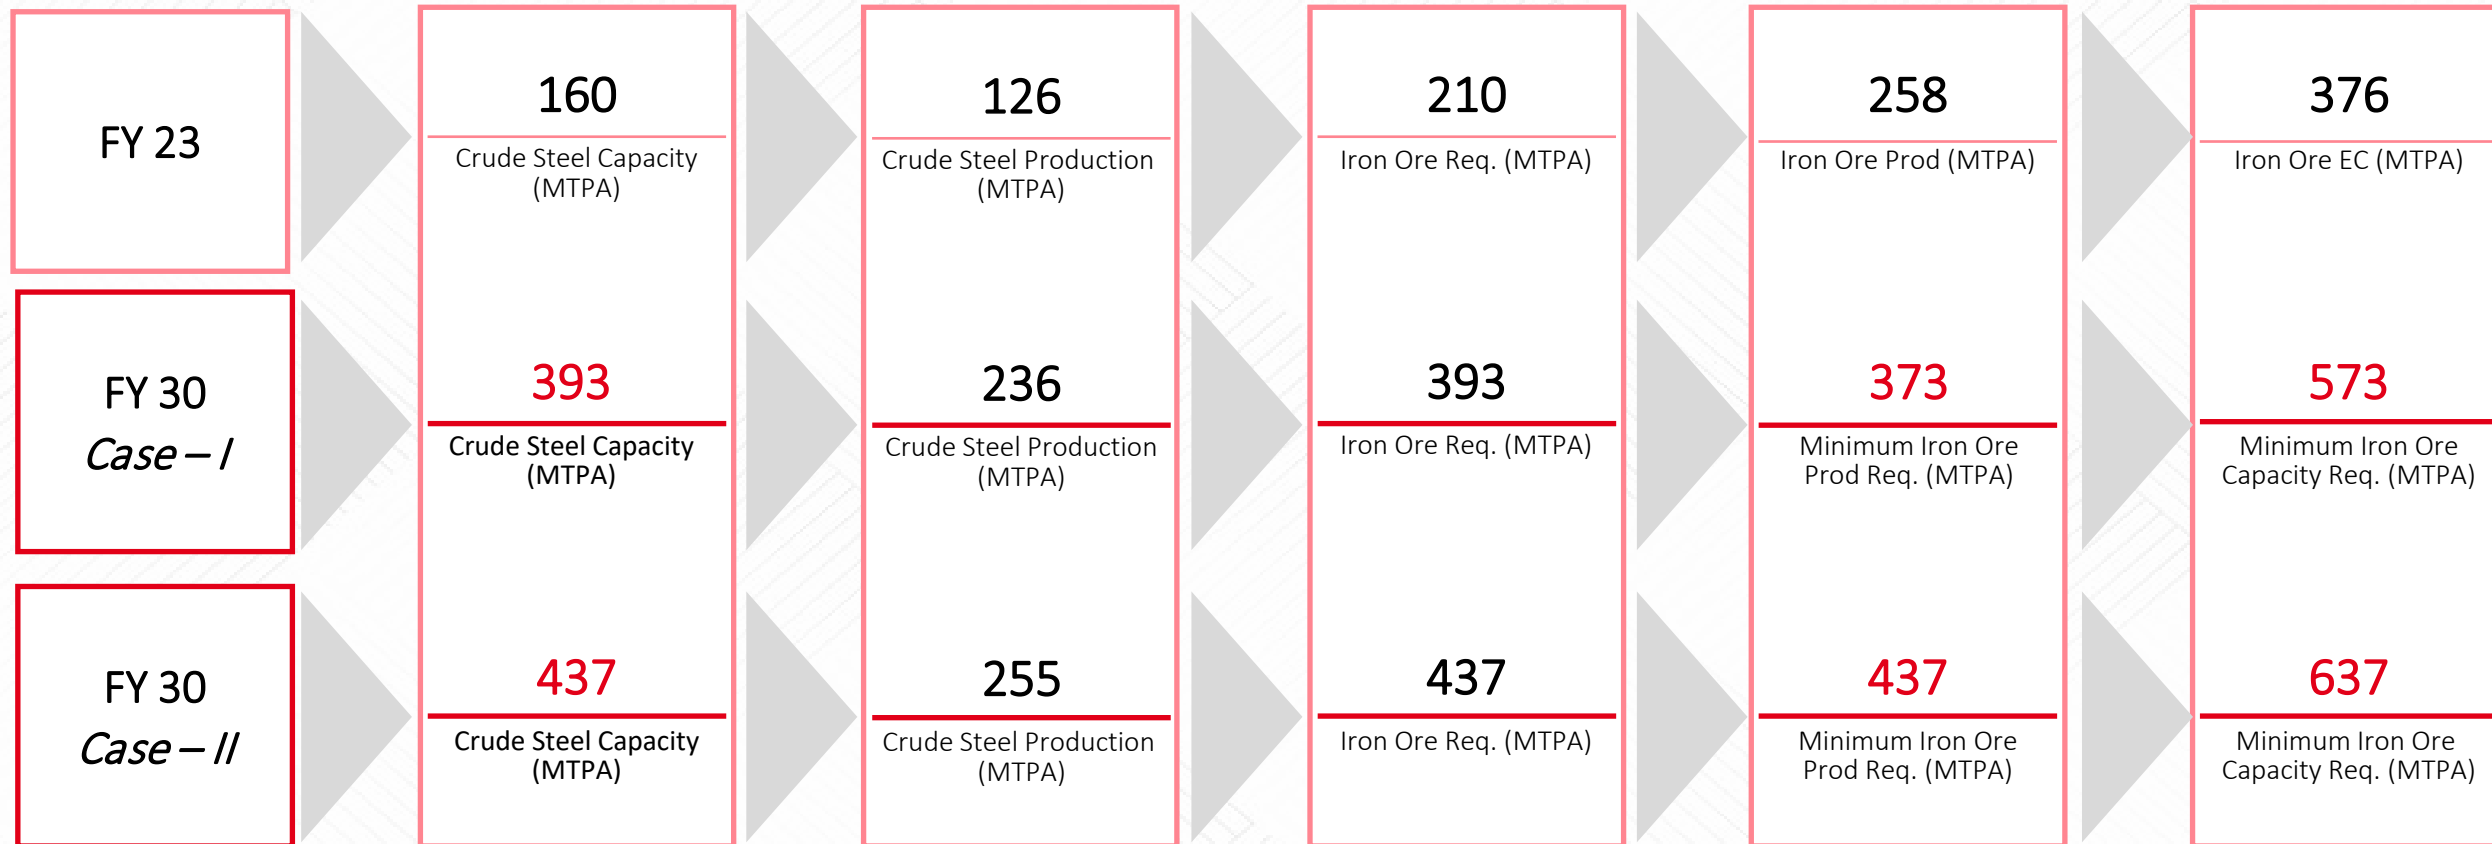 FY 23
160
Crude Steel Capacity
(MTPA)
126
Crude Steel Production
(MTPA)
210
Iron Ore Req. (MTPA)
258
Iron Ore Prod (MTPA)
376
Iron Ore EC (MTPA)
FY 30
Case – I
393
Crude Steel Capacity
(MTPA)
236
Crude Steel Production
(MTPA)
393
Iron Ore Req. (MTPA)
373
Minimum Iron Ore
Prod Req. (MTPA)
573
Minimum Iron Ore
Capacity Req. (MTPA)
FY 30
Case – II
437
Crude Steel Capacity
(MTPA)
255
Crude Steel Production
(MTPA)
437
Iron Ore Req. (MTPA)
437
Minimum Iron Ore
Prod Req. (MTPA)
637
Minimum Iron Ore
Capacity Req. (MTPA)